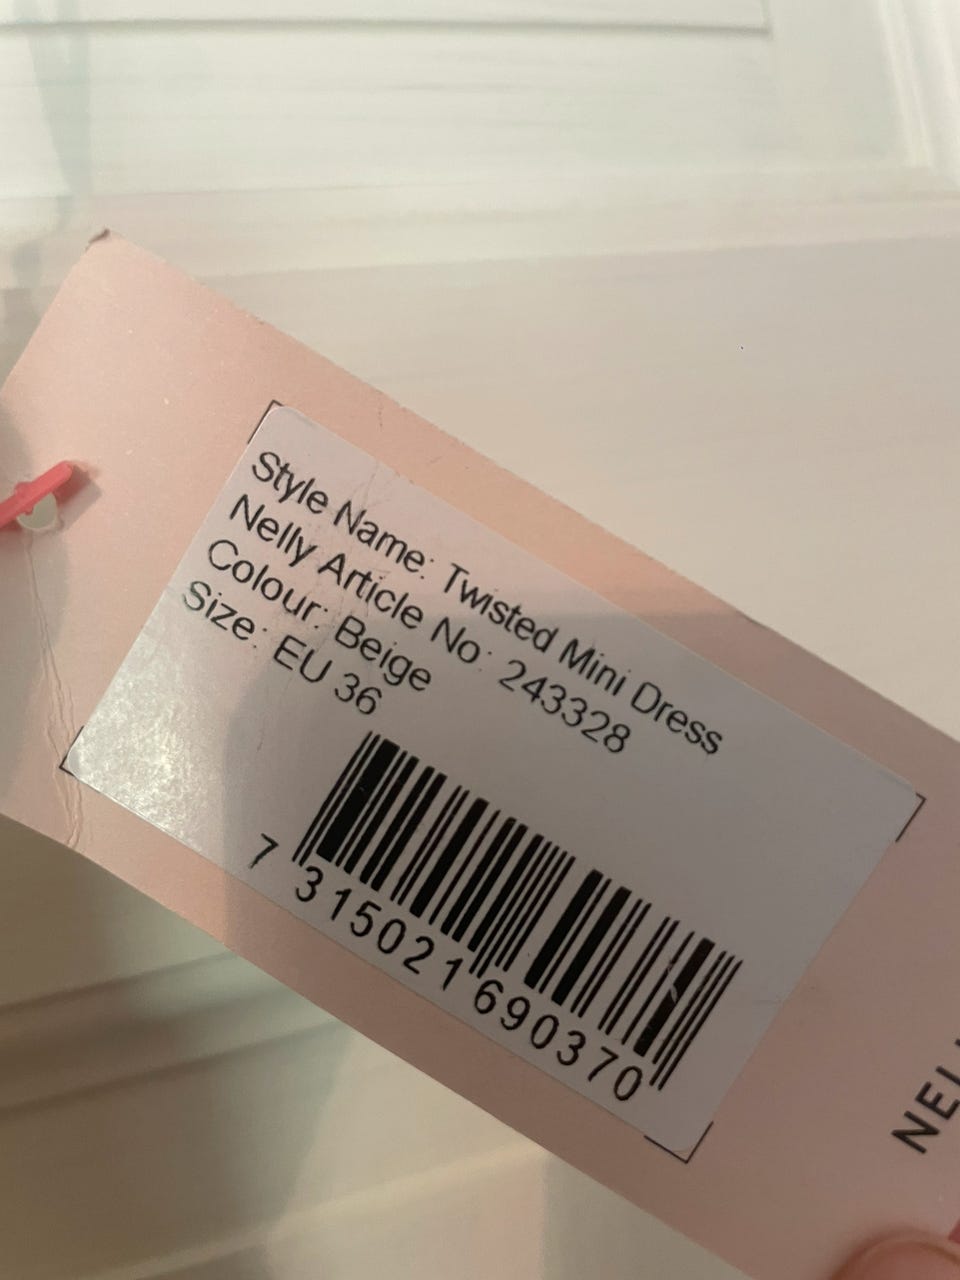 Style Name: Twisted Mini Dress
Nelly Article No: 243328
Colour: Beige
Size: EU 36
7 315021 690370